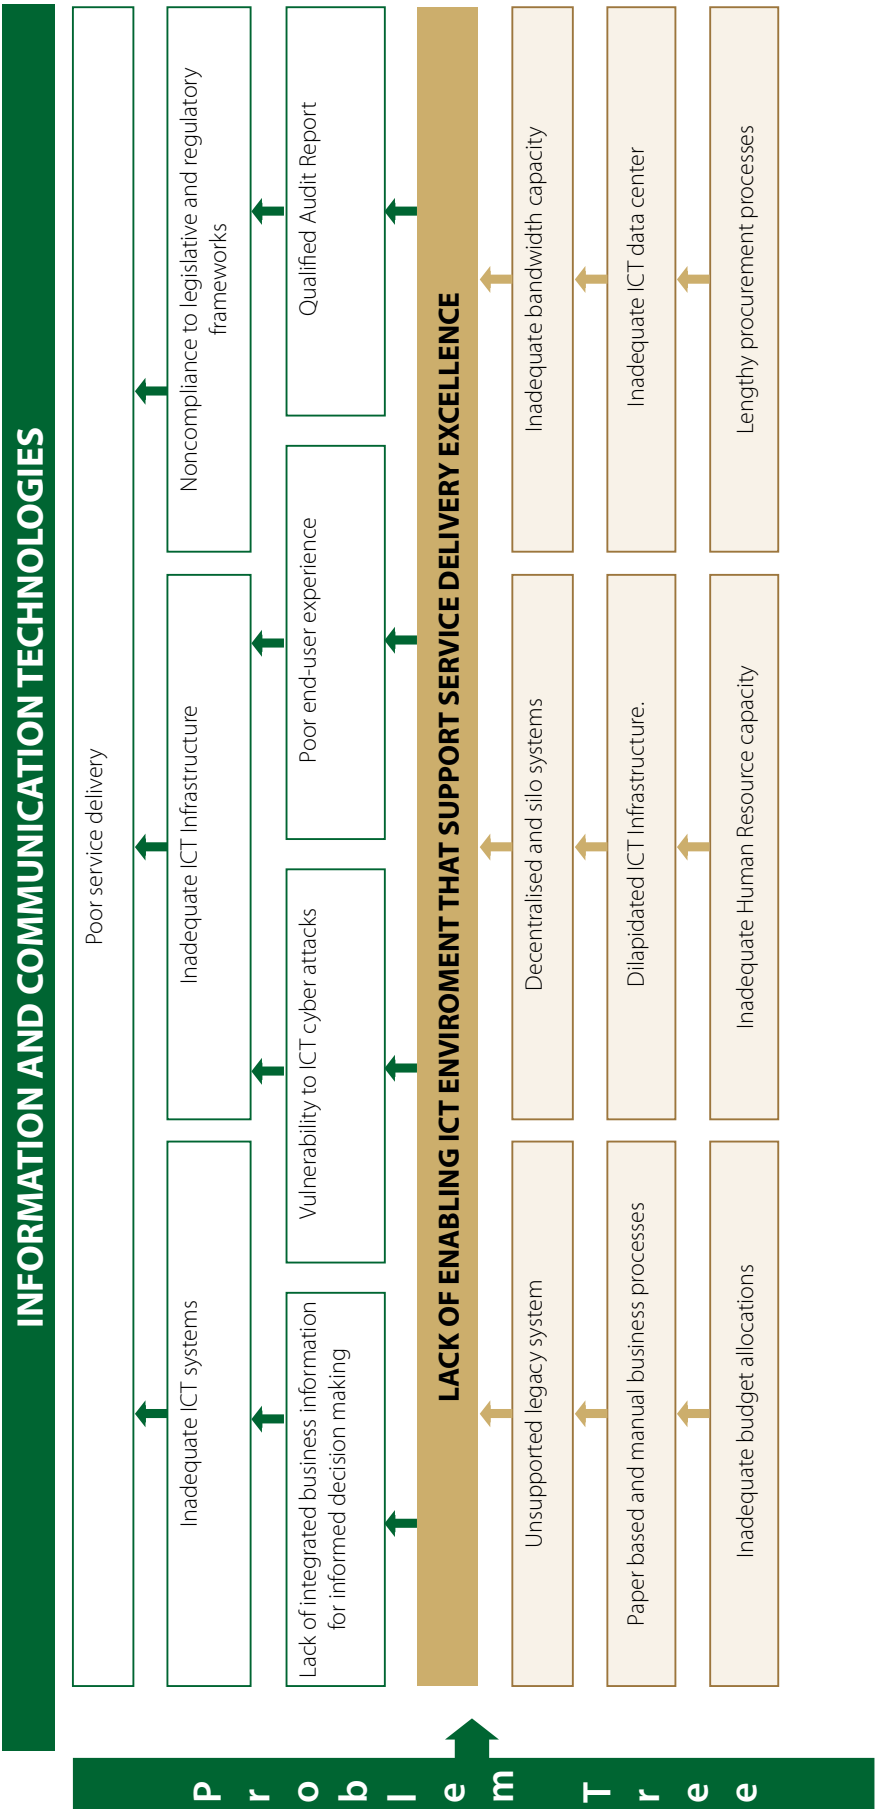 INFORMATION AND COMMUNICATION TECHNOLOGIES
Problem Tree
Poor service delivery
Inadequate ICT systems
Inadequate ICT Infrastructure
Noncompliance to legislative and regulatory
frameworks
Lack of integrated business information
for informed decision making
Vulnerability to ICT cyber attacks
Poor end-user experience
Qualified Audit Report
LACK OF ENABLING ICT ENVIROMENT THAT SUPPORT SERVICE DELIVERY EXCELLENCE
Unsupported legacy system
Decentralised and silo systems
Inadequate bandwidth capacity
Paper based and manual business processes
Dilapidated ICT Infrastructure.
Inadequate ICT data center
Inadequate budget allocations
Inadequate Human Resource capacity
Lengthy procurement processes